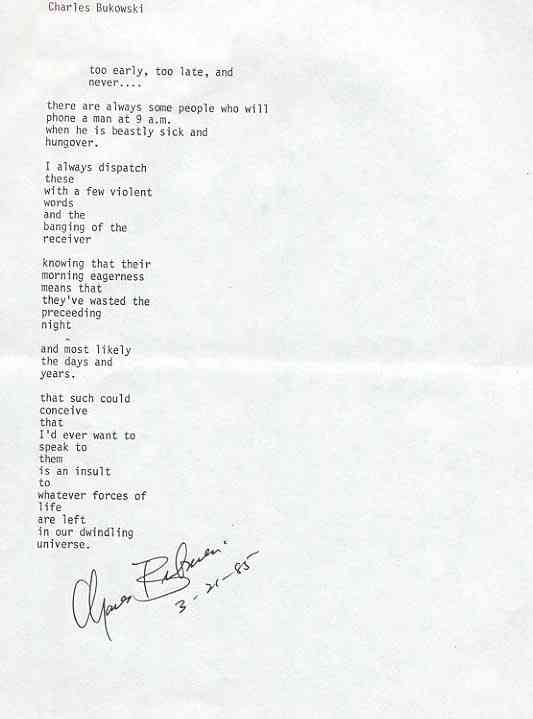 Charles Bukowski
too early, too late, and
never....
there are always some people who will
phone a man at 9 a.m.
when he is beastly sick and
hungover.
I always dispatch
these
with a few violent
words
and the
banging of the
receiver
knowing that their
morning eagerness
means that
they've wasted the
preceeding
night
and most likely
the days and
years.
that such could
conceive
that
I'd ever want to
speak to
them
is an insult
to
whatever forces of
life
are left
in our dwindling
universe.
Charles Bukowski
3-21-85